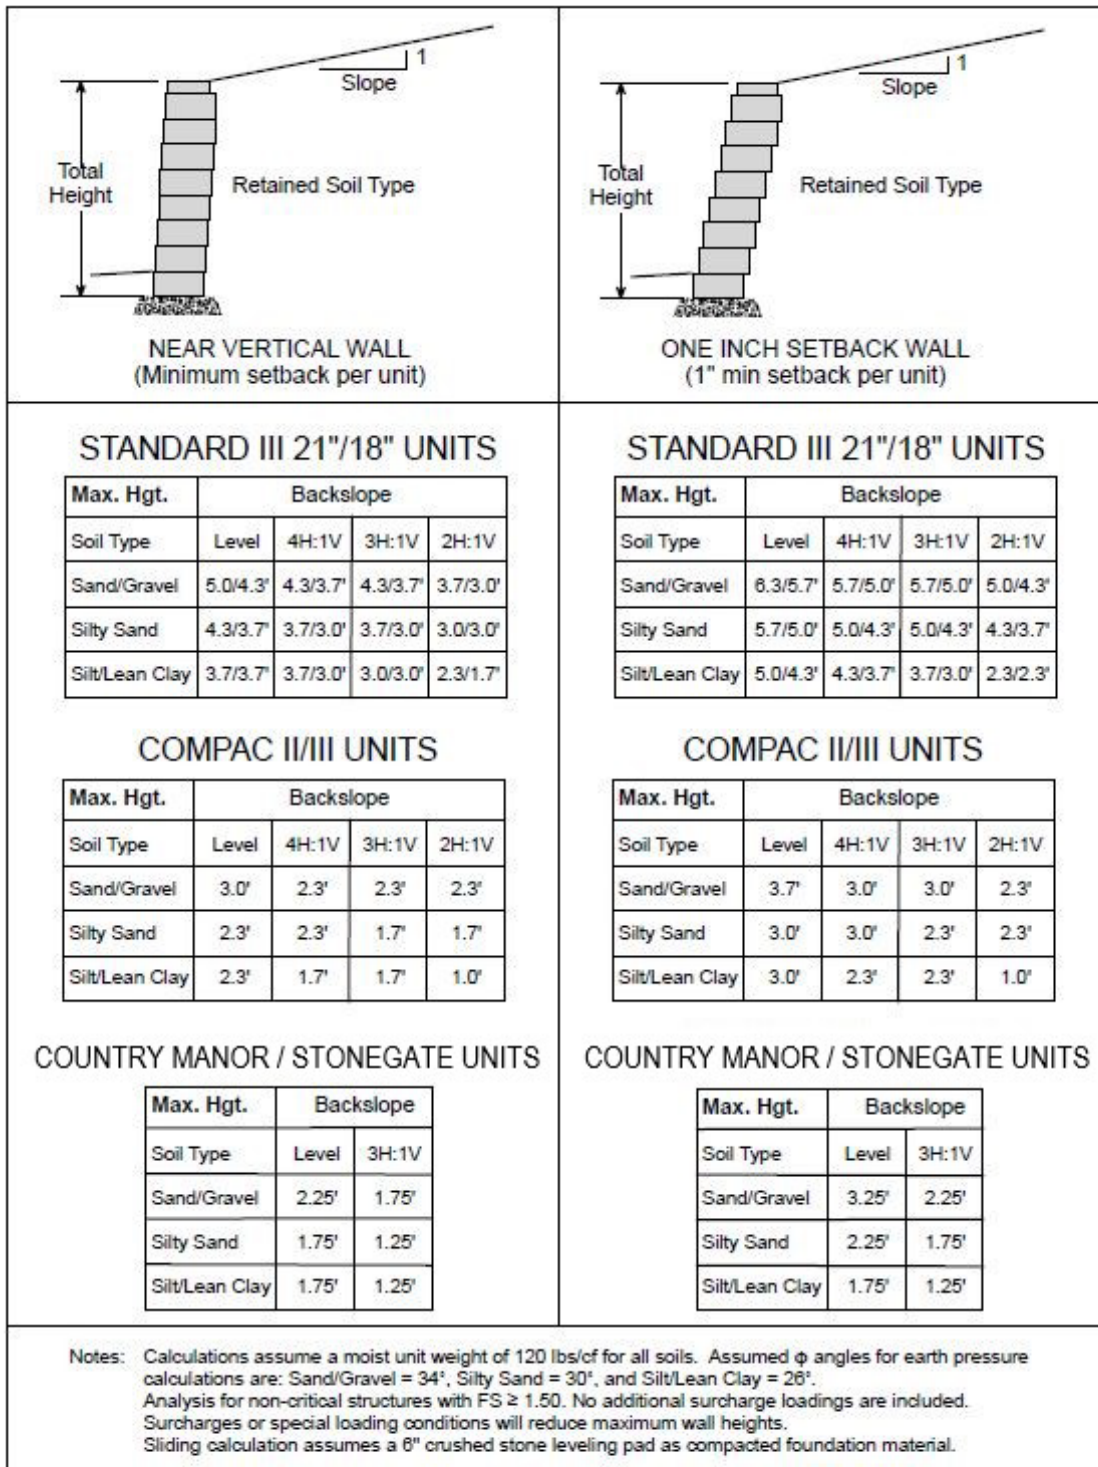 1
Slope
Total
Height
Retained Soil Type
NEAR VERTICAL WALL
(Minimum setback per unit)
1
Slope
Total
Height
Retained Soil Type
ONE INCH SETBACK WALL
(1" min setback per unit)
STANDARD III 21"/18" UNITS
Max. Hgt. Backslope
Soil Type Level 4H:1V 3H:1V 2H:1V
Sand/Gravel 5.0/4.3' 4.3/3.7' 4.3/3.7' 3.7/3.0'
Silty Sand 4.3/3.7' 3.7/3.0' 3.7/3.0' 3.0/3.0'
Silt/Lean Clay 3.7/3.7' 3.7/3.0' 3.0/3.0' 2.3/1.7'
COMPAC II/III UNITS
Max. Hgt. Backslope
Soil Type Level 4H:1V 3H:1V 2H:1V
Sand/Gravel 3.0' 2.3' 2.3' 2.3'
Silty Sand 2.3' 2.3' 1.7' 1.7'
Silt/Lean Clay 2.3' 1.7' 1.7' 1.0'
COUNTRY MANOR / STONEGATE UNITS
Max. Hgt. Backslope
Soil Type Level 3H:1V
Sand/Gravel 2.25' 1.75'
Silty Sand 1.75' 1.25'
Silt/Lean Clay 1.75' 1.25'
STANDARD III 21"/18" UNITS
Max. Hgt. Backslope
Soil Type Level 4H:1V 3H:1V 2H:1V
Sand/Gravel 6.3/5.7' 5.7/5.0' 5.7/5.0' 5.0/4.3'
Silty Sand 5.7/5.0' 5.0/4.3' 5.0/4.3' 4.3/3.7'
Silt/Lean Clay 5.0/4.3' 4.3/3.7' 3.7/3.0' 2.3/2.3'
COMPAC II/III UNITS
Max. Hgt. Backslope
Soil Type Level 4H:1V 3H:1V 2H:1V
Sand/Gravel 3.7' 3.0' 3.0' 2.3'
Silty Sand 3.0' 3.0' 2.3' 2.3'
Silt/Lean Clay 3.0' 2.3' 2.3' 1.0'
COUNTRY MANOR / STONEGATE UNITS
Max. Hgt. Backslope
Soil Type Level 3H:1V
Sand/Gravel 3.25' 2.25'
Silty Sand 2.25' 1.75'
Silt/Lean Clay 1.75' 1.25'
Notes: Calculations assume a moist unit weight of 120 lbs/cf for all soils. Assumed ϕ angles for earth pressure
calculations are: Sand/Gravel = 34°, Silty Sand = 30°, and Silt/Lean Clay = 26°.
Analysis for non-critical structures with FS ≥ 1.50. No additional surcharge loadings are included.
Surcharges or special loading conditions will reduce maximum wall heights.
Sliding calculation assumes a 6" crushed stone leveling pad as compacted foundation material.